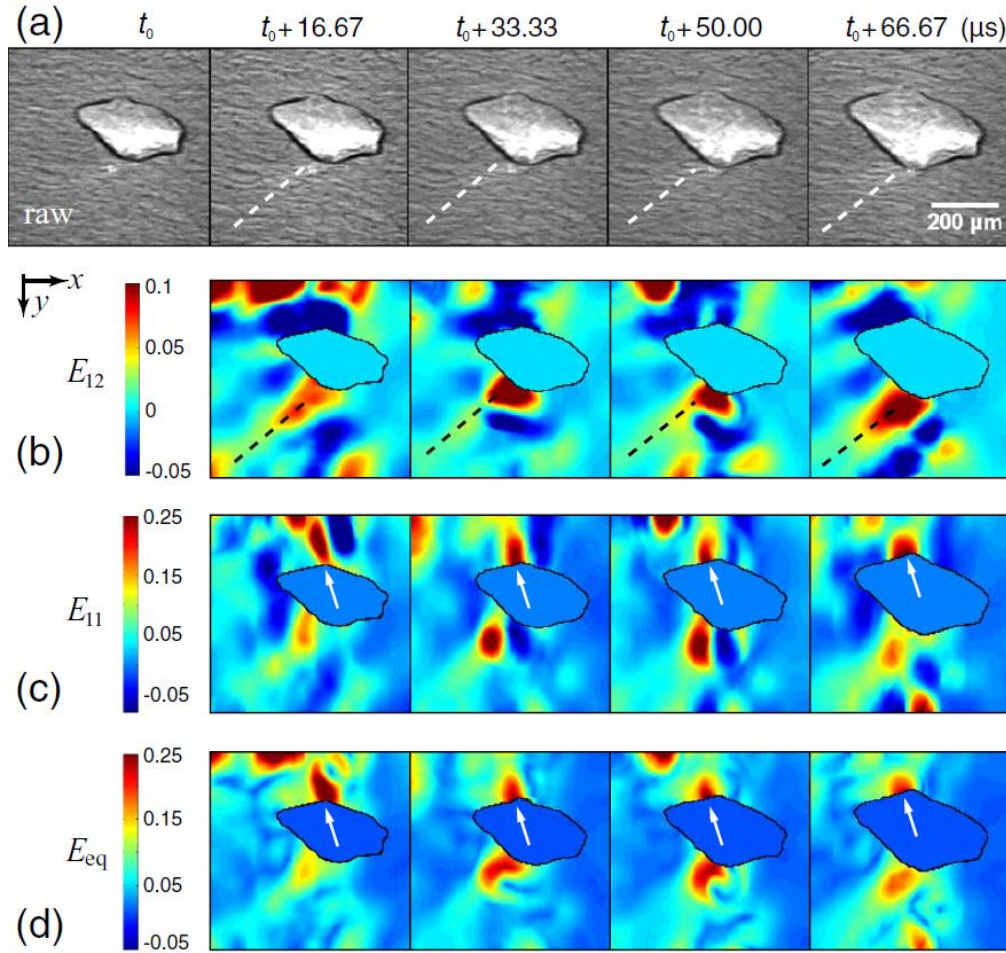 (a) t₀ t₀+16.67 t₀+33.33 t₀+50.00 t₀+66.67 (μs)
raw
200 μm
x
y
E₁₂
0.1
0.05
0
-0.05
(b)
E₁₁
0.25
0.15
0.05
-0.05
(c)
E_eq
0.25
0.15
0.05
-0.05
(d)